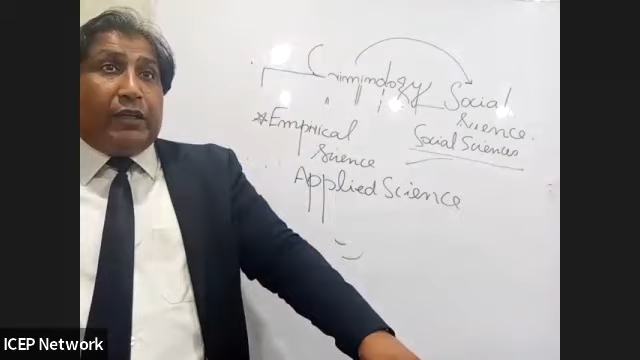 Criminology
Social
Science.
Social Sciences
*Empirical
Science
Applied Science
ICEP Network